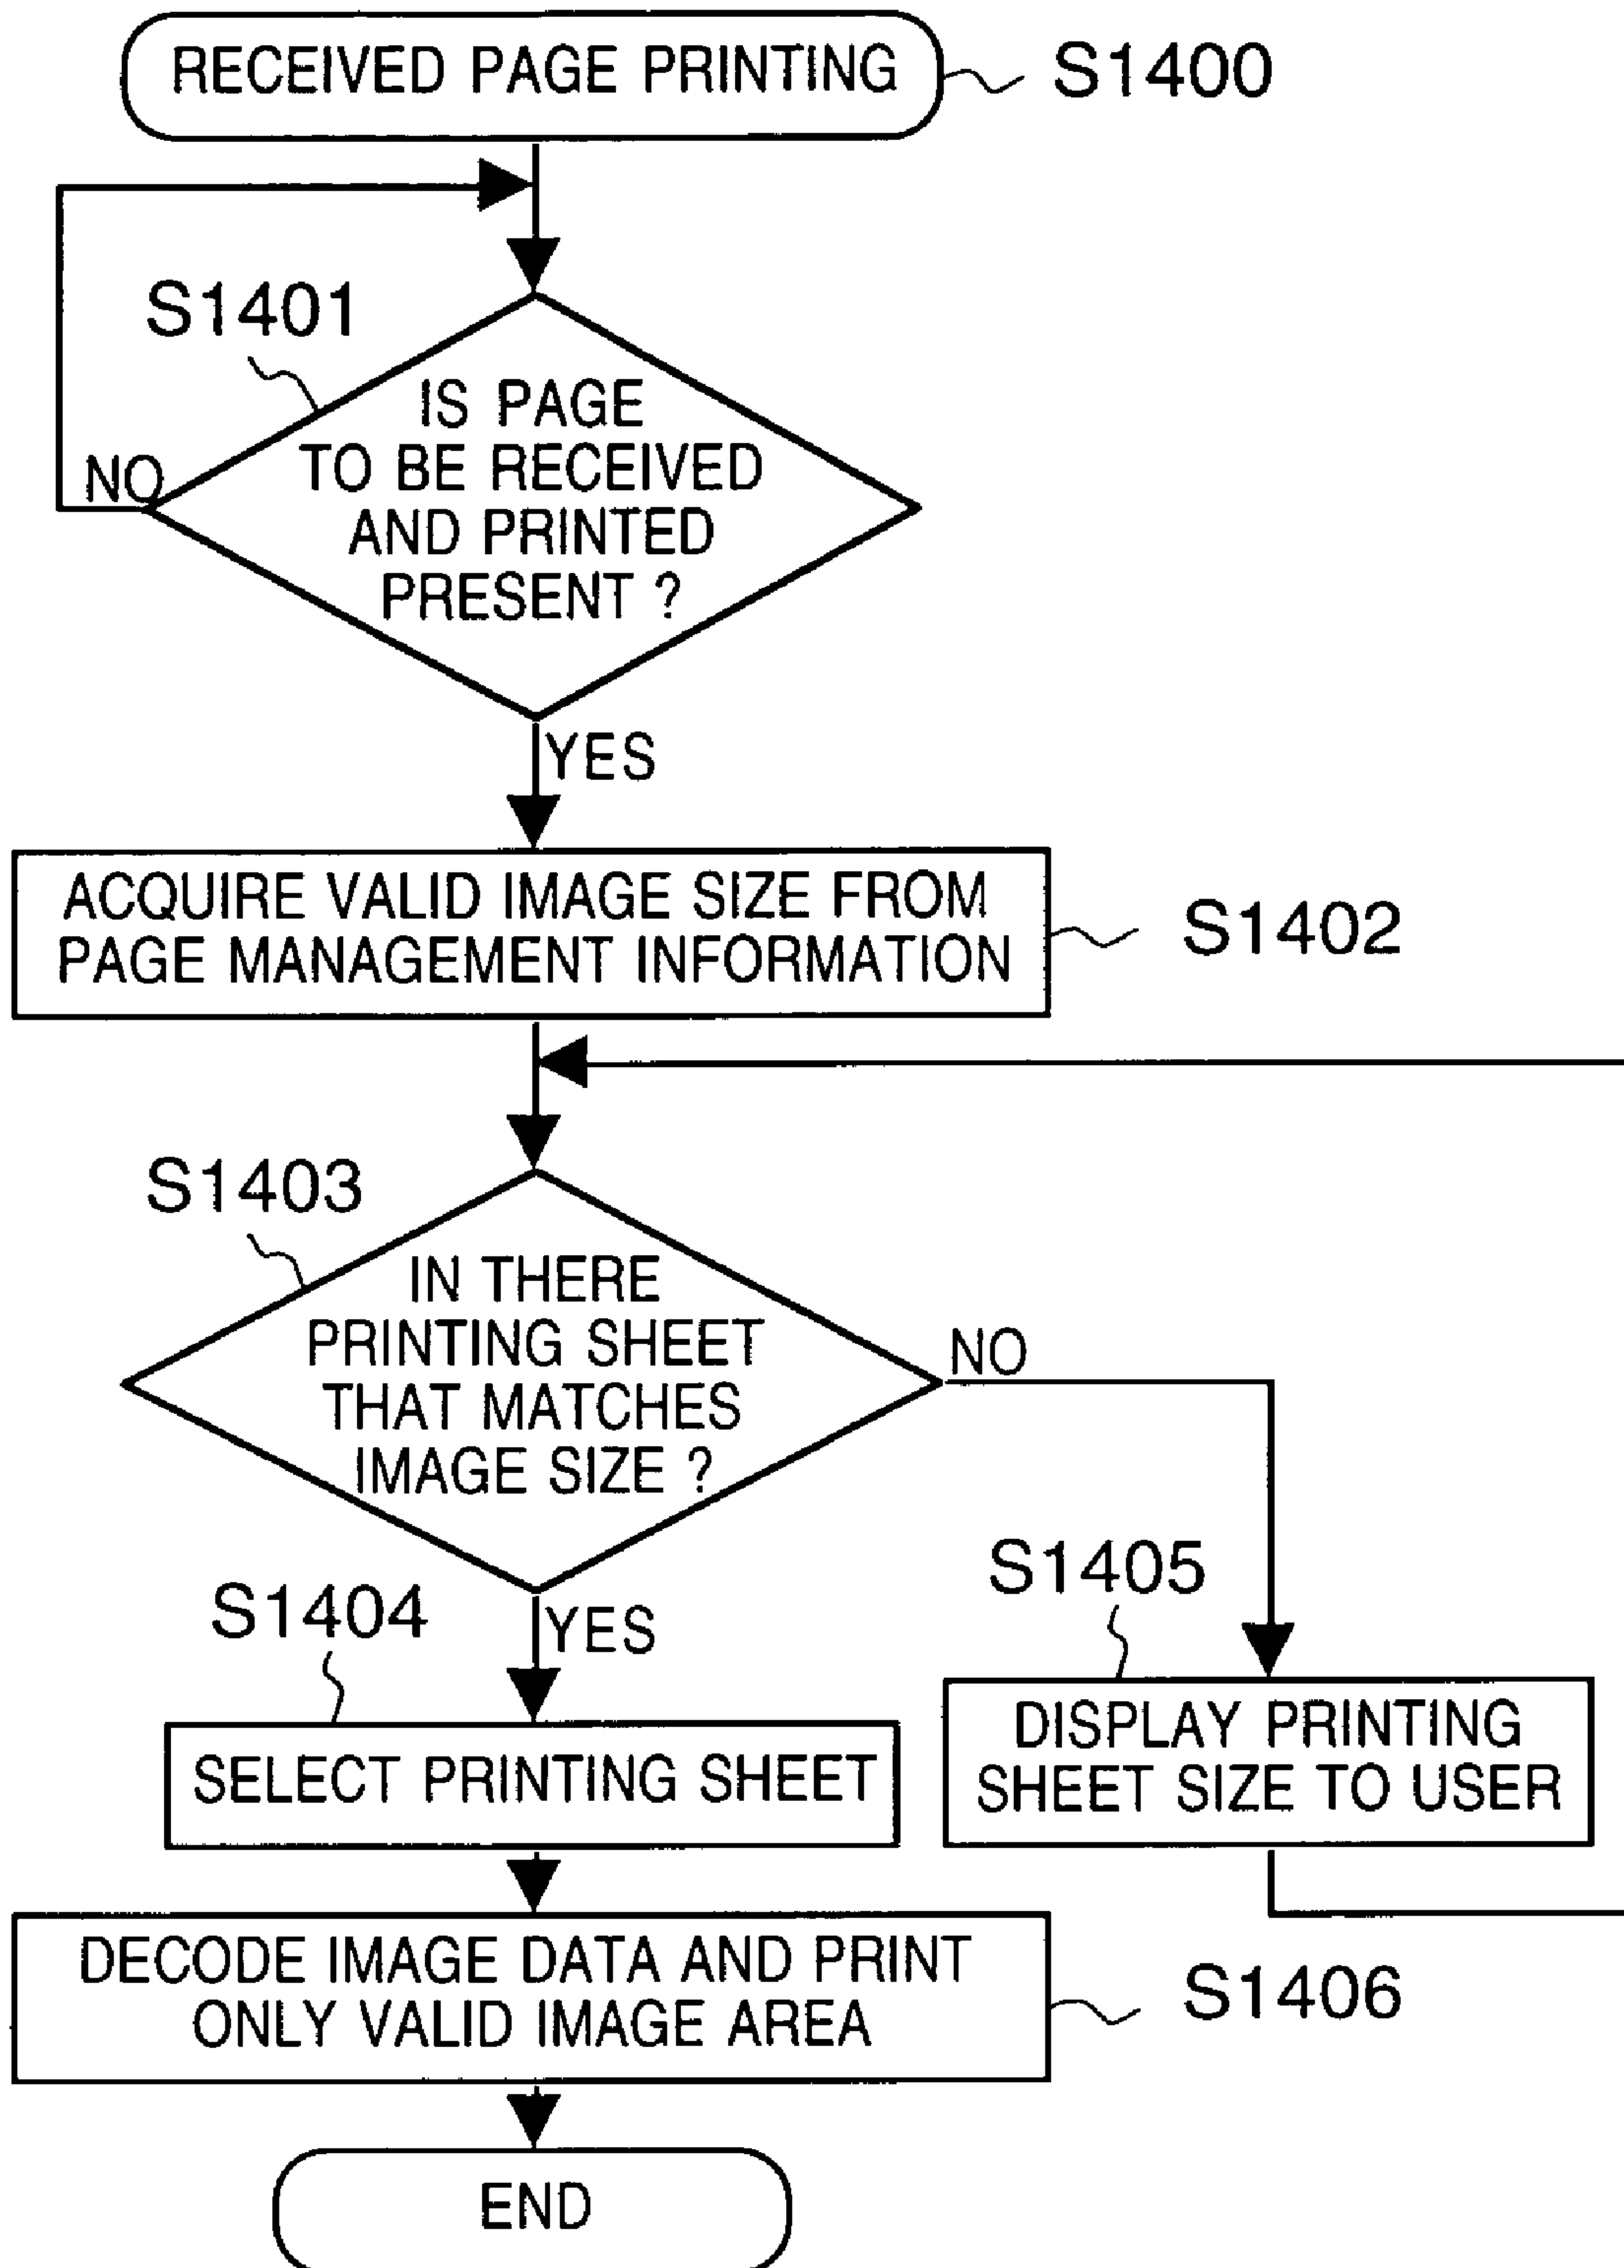 RECEIVED PAGE PRINTING
S1400
S1401
IS PAGE
TO BE RECEIVED
AND PRINTED
PRESENT ?
NO
YES
ACQUIRE VALID IMAGE SIZE FROM
PAGE MANAGEMENT INFORMATION
S1402
S1403
IN THERE
PRINTING SHEET
THAT MATCHES
IMAGE SIZE ?
NO
YES
S1404
SELECT PRINTING SHEET
S1405
DISPLAY PRINTING
SHEET SIZE TO USER
DECODE IMAGE DATA AND PRINT
ONLY VALID IMAGE AREA
S1406
END